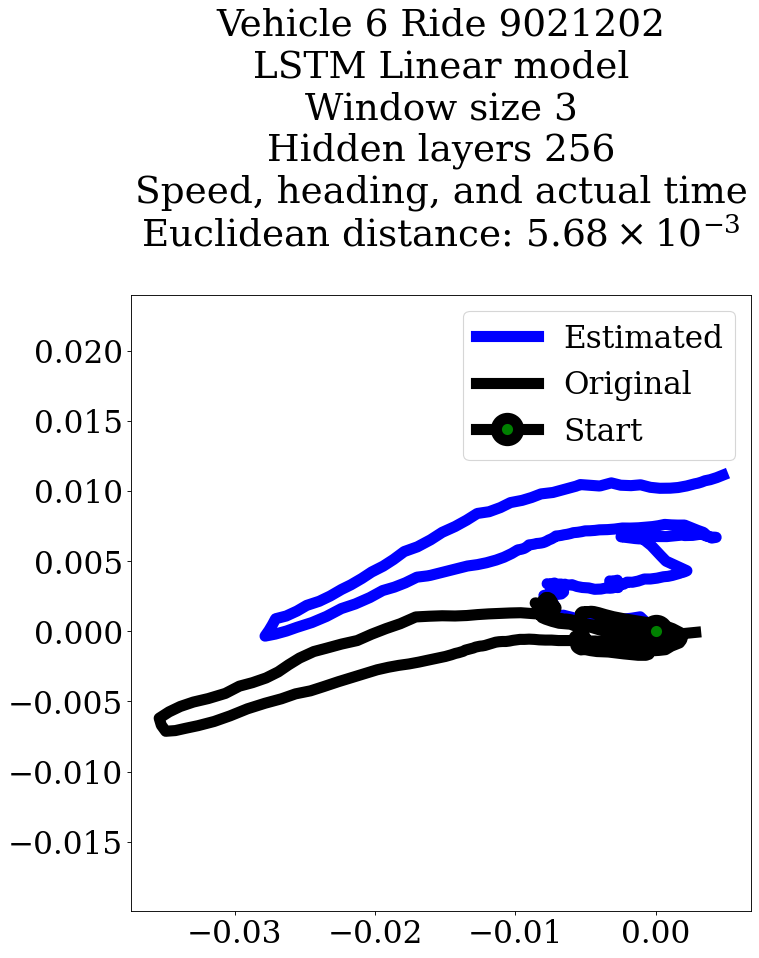 Vehicle 6 Ride 9021202
LSTM Linear model
Window size 3
Hidden layers 256
Speed, heading, and actual time
Euclidean distance: 5.68 × 10⁻³
Estimated
Original
Start
0.020
0.015
0.010
0.005
0.000
−0.005
−0.010
−0.015
−0.03 −0.02 −0.01 0.00